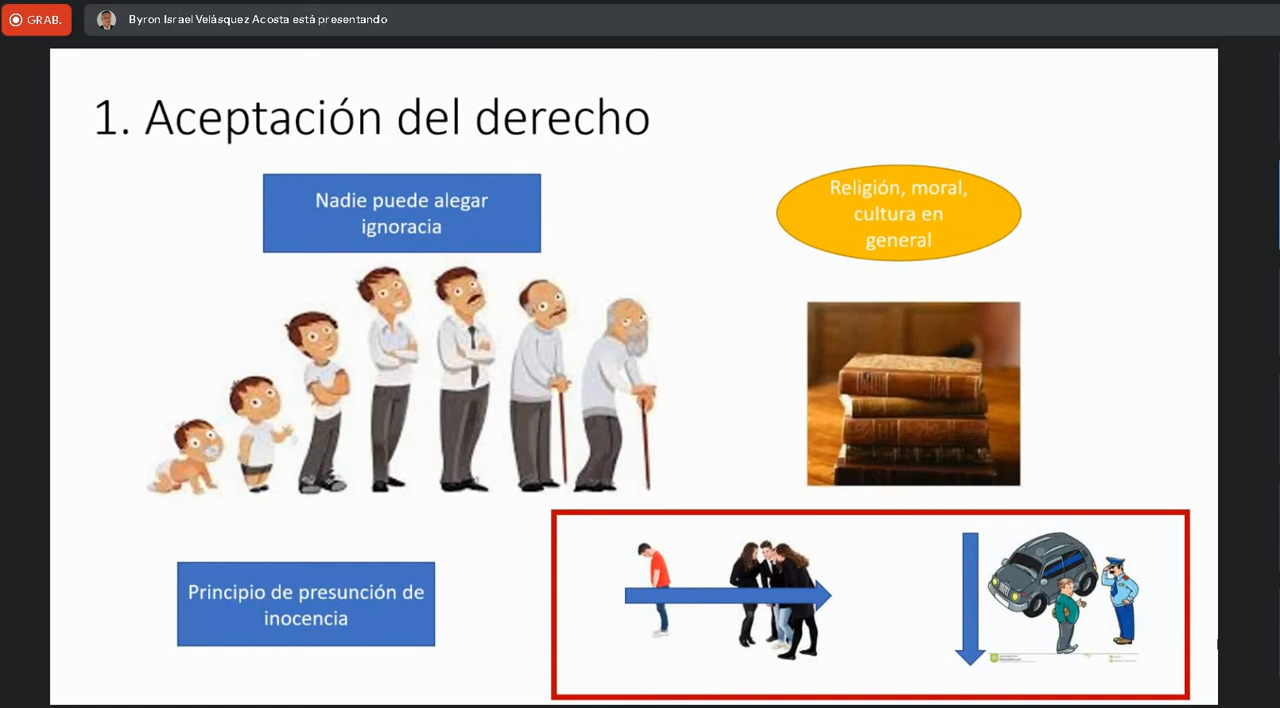 GRAB.
Byron Israel Velásquez Acosta está presentando
1. Aceptación del derecho
Nadie puede alegar
ignoracia
Religión, moral,
cultura en
general
Principio de presunción de
inocencia